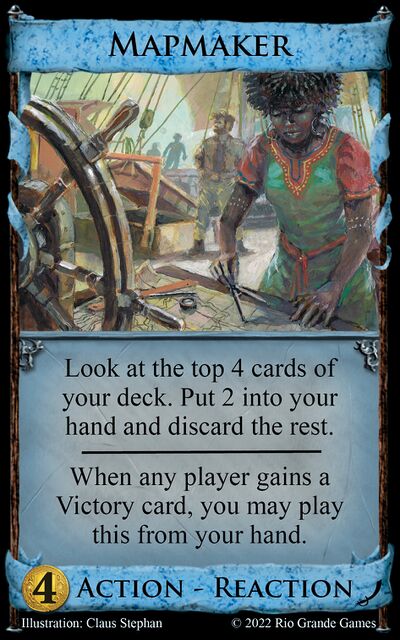 MAPMAKER
Look at the top 4 cards of
your deck. Put 2 into your
hand and discard the rest.
When any player gains a
Victory card, you may play
this from your hand.
4 ACTION - REACTION
Illustration: Claus Stephan © 2022 Rio Grande Games